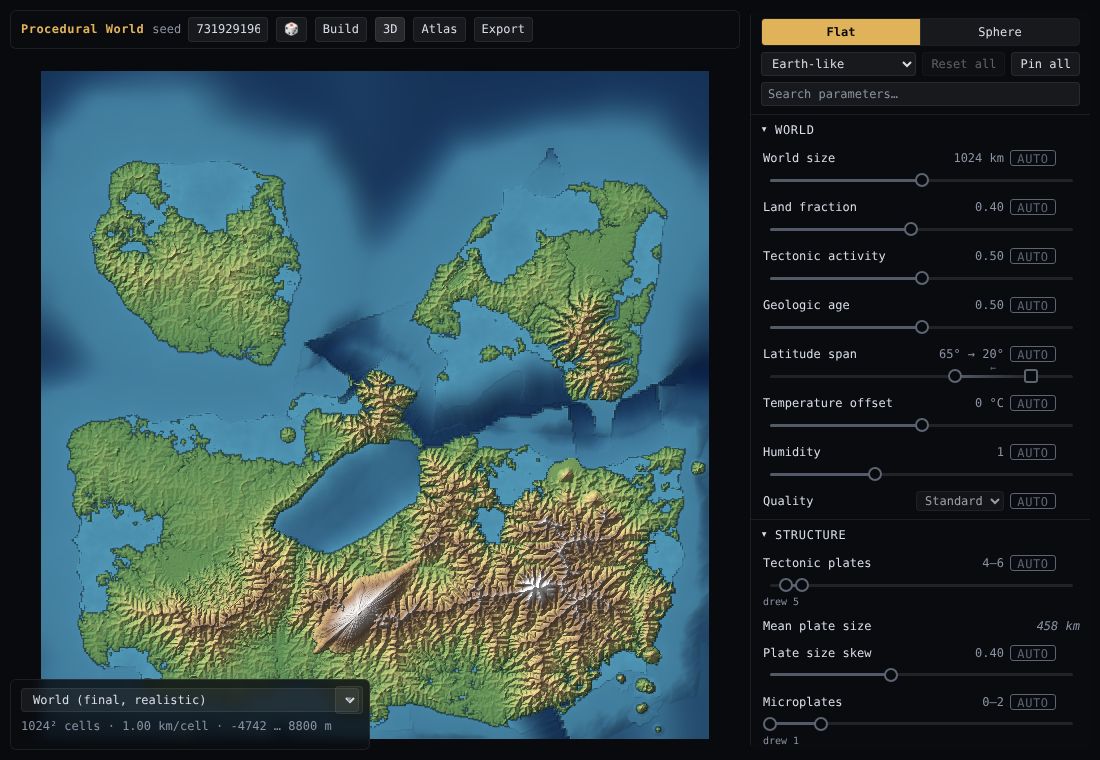 Procedural World seed 731929196 🎲 Build 3D Atlas Export
Flat Sphere
Earth-like Reset all Pin all
Search parameters…
▾ WORLD
World size 1024 km AUTO
Land fraction 0.40 AUTO
Tectonic activity 0.50 AUTO
Geologic age 0.50 AUTO
Latitude span 65° → 20° AUTO
←
Temperature offset 0 °C AUTO
Humidity 1 AUTO
Quality Standard AUTO
▾ STRUCTURE
Tectonic plates 4–6 AUTO
drew 5
Mean plate size 458 km
Plate size skew 0.40 AUTO
Microplates 0–2 AUTO
drew 1
World (final, realistic)
1024² cells · 1.00 km/cell · -4742 … 8800 m